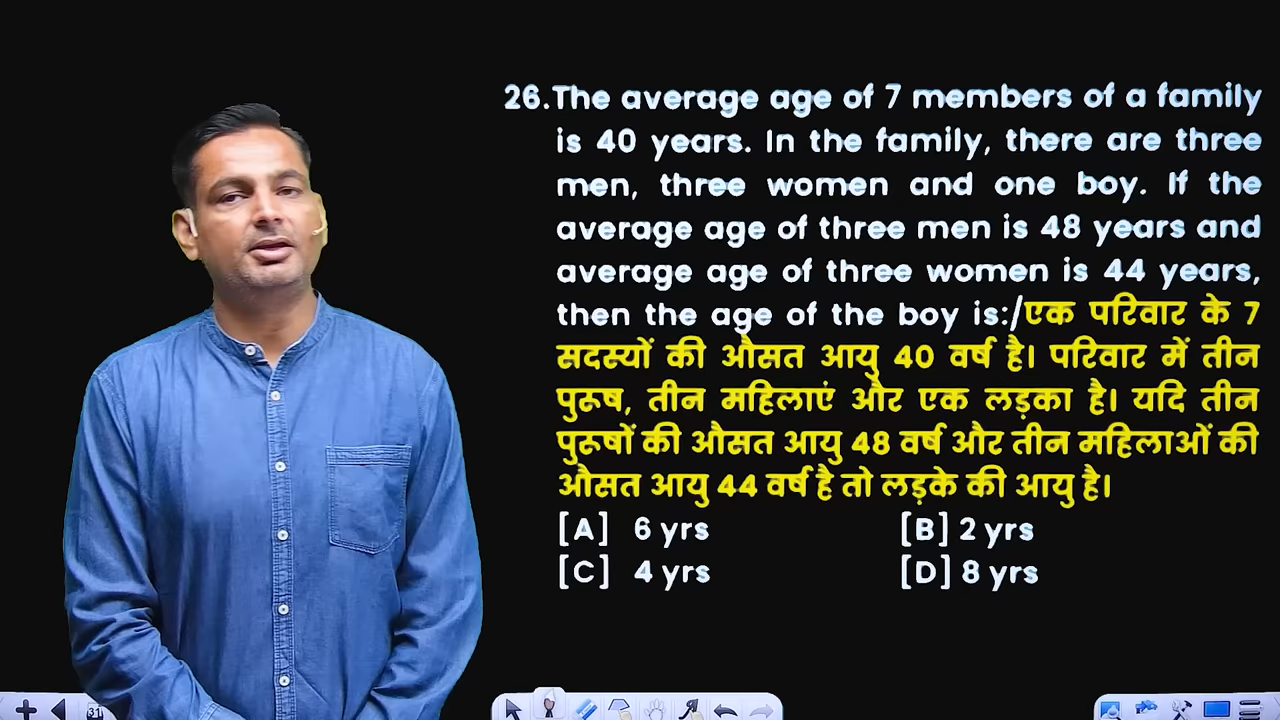 26.The average age of 7 members of a family
is 40 years. In the family, there are three
men, three women and one boy. If the
average age of three men is 48 years and
average age of three women is 44 years,
then the age of the boy is:/एक परिवार के 7
सदस्यों की औसत आयु 40 वर्ष है। परिवार में तीन
पुरूष, तीन महिलाएं और एक लड़का है। यदि तीन
पुरूषों की औसत आयु 48 वर्ष और तीन महिलाओं की
औसत आयु 44 वर्ष है तो लड़के की आयु है।
[A] 6 yrs [B] 2 yrs
[C] 4 yrs [D] 8 yrs
31